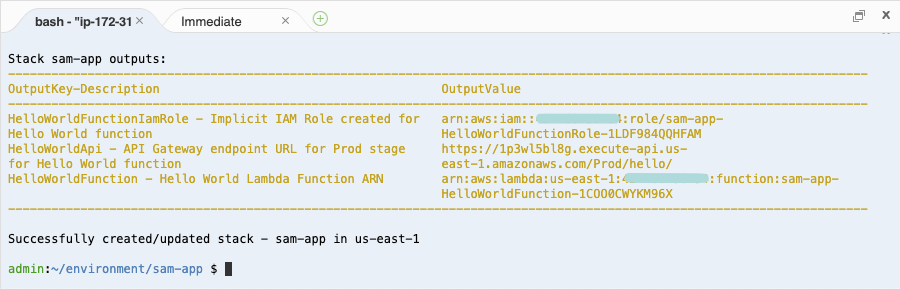 bash - "ip-172-31 Immediate
Stack sam-app outputs:
OutputKey-Description OutputValue
HelloWorldFunctionIamRole - Implicit IAM Role created for arn:aws:iam:: 4:role/sam-app-
Hello World function HelloWorldFunctionRole-1LDF984QQHFAM
HelloWorldApi - API Gateway endpoint URL for Prod stage https://1p3wl5bl8g.execute-api.us-
for Hello World function east-1.amazonaws.com/Prod/hello/
HelloWorldFunction - Hello World Lambda Function ARN arn:aws:lambda:us-east-1:4 :function:sam-app-
HelloWorldFunction-1COO0CWYKM96X
Successfully created/updated stack - sam-app in us-east-1
admin:~/environment/sam-app $